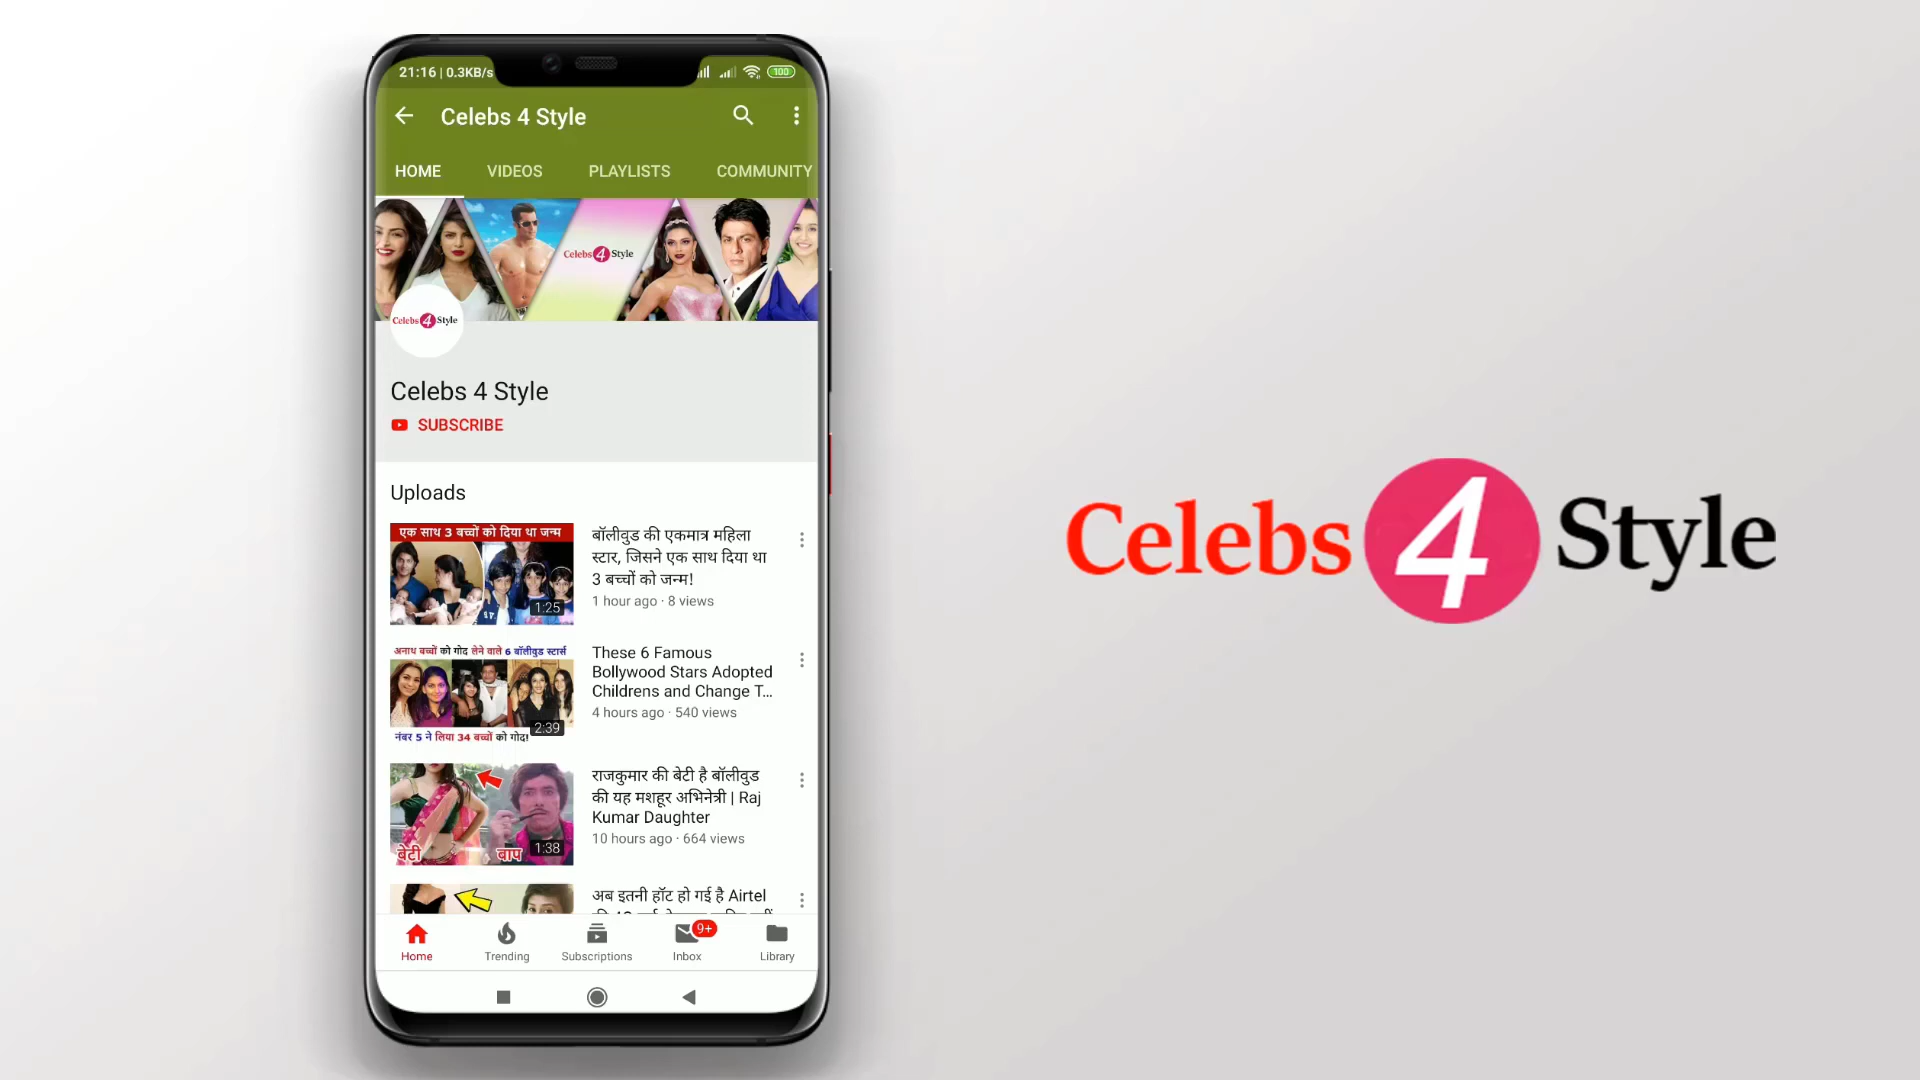 21:16 | 0.3KB/s
100
Celebs 4 Style
HOME VIDEOS PLAYLISTS COMMUNITY
Celebs 4 Style
Celebs 4 Style
Celebs 4 Style
SUBSCRIBE
Uploads
एक साथ 3 बच्चों को दिया था जन्म
1:25
बॉलीवुड की एकमात्र महिला
स्टार, जिसने एक साथ दिया था
3 बच्चों को जन्म!
1 hour ago · 8 views
अनाथ बच्चों को गोद लेने वाले 6 बॉलीवुड स्टार्स
2:39
नंबर 5 ने लिया 34 बच्चों को गोद!
These 6 Famous
Bollywood Stars Adopted
Childrens and Change T...
4 hours ago · 540 views
बेटी
बाप
1:38
राजकुमार की बेटी है बॉलीवुड
की यह मशहूर अभिनेत्री | Raj
Kumar Daughter
10 hours ago · 664 views
अब इतनी हॉट हो गई है Airtel
9+
Home Trending Subscriptions Inbox Library
Celebs 4 Style